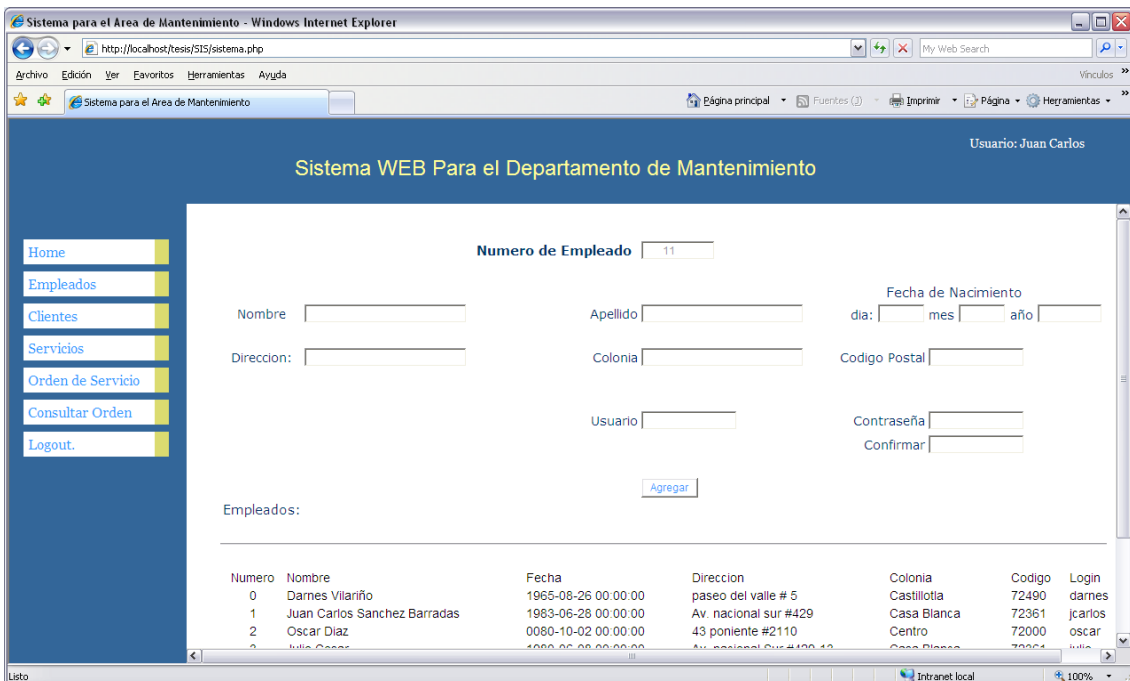 Sistema para el Area de Mantenimiento - Windows Internet Explorer
http://localhost/tesis/SIS/sistema.php
My Web Search
Archivo Edición Ver Favoritos Herramientas Ayuda
Vínculos »
Sistema para el Area de Mantenimiento
Página principal Fuentes (J) Imprimir Página Herramientas »
Usuario: Juan Carlos
Sistema WEB Para el Departamento de Mantenimiento
Home
Empleados
Clientes
Servicios
Orden de Servicio
Consultar Orden
Logout.
Numero de Empleado 11
Fecha de Nacimiento
Nombre Apellido dia: mes año
Direccion: Colonia Codigo Postal
Usuario Contraseña
Confirmar
Agregar
Empleados:
Numero Nombre Fecha Direccion Colonia Codigo Login
0 Darnes Vilariño 1965-08-26 00:00:00 paseo del valle # 5 Castillotla 72490 darnes
1 Juan Carlos Sanchez Barradas 1983-06-28 00:00:00 Av. nacional sur #429 Casa Blanca 72361 jcarlos
2 Oscar Diaz 0080-10-02 00:00:00 43 poniente #2110 Centro 72000 oscar
Listo
Intranet local
100%